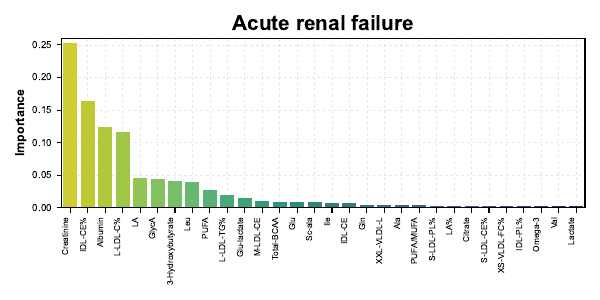 Acute renal failure
Importance
0.25
0.20
0.15
0.10
0.05
0.00
Creatinine
IDL-CE%
Albumin
L-LDL-C%
LA
GlycA
3-Hydroxybutyrate
Leu
PUFA
L-LDL-TG%
Glu-lactate
M-LDL-CE
Total-BCAA
Glu
Sc-ala
Ile
IDL-CE
Gln
XXL-VLDL-L
Ala
PUFA/MUFA
S-LDL-PL%
LA%
Citrate
S-LDL-CE%
XS-VLDL-FC%
IDL-PL%
Omega-3
Val
Lactate